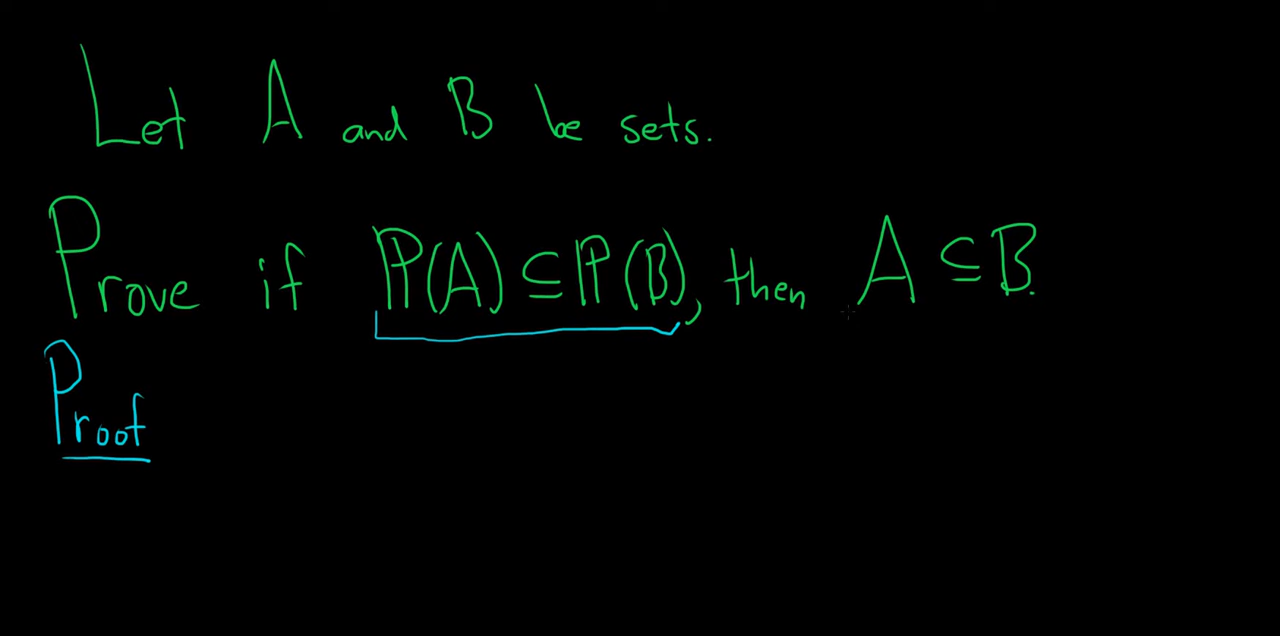 Let A and B be sets.
Prove if ℙ(A) ⊆ ℙ(B), then A ⊆ B.
Proof